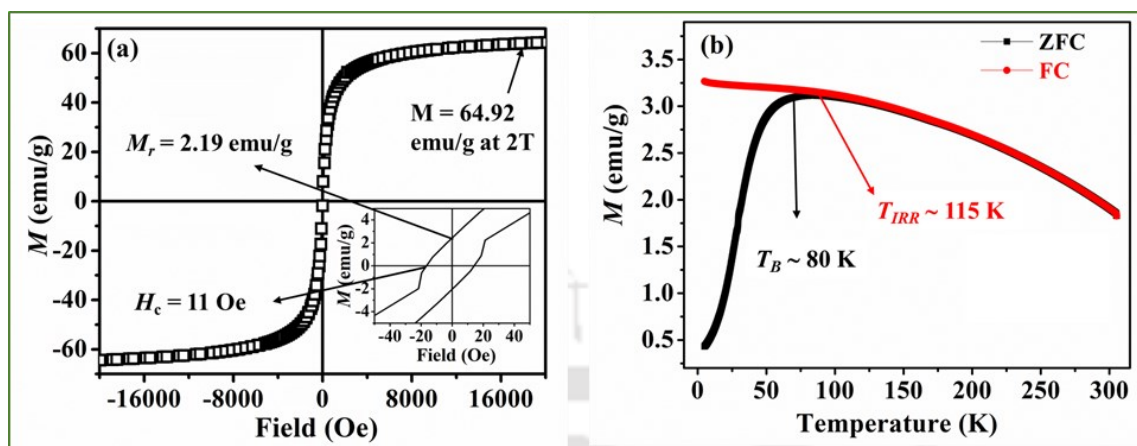 (a)
M (emu/g)
60
40
20
0
-20
-40
-60
-16000 -8000 0 8000 16000
Field (Oe)
M = 64.92
emu/g at 2T
Mr = 2.19 emu/g
Hc = 11 Oe
M (emu/g)
4
2
0
-2
-4
-40 -20 0 20 40
Field (Oe)
(b)
ZFC
FC
M (emu/g)
3.5
3.0
2.5
2.0
1.5
1.0
0.5
TIRR ~ 115 K
TB ~ 80 K
0 50 100 150 200 250 300
Temperature (K)